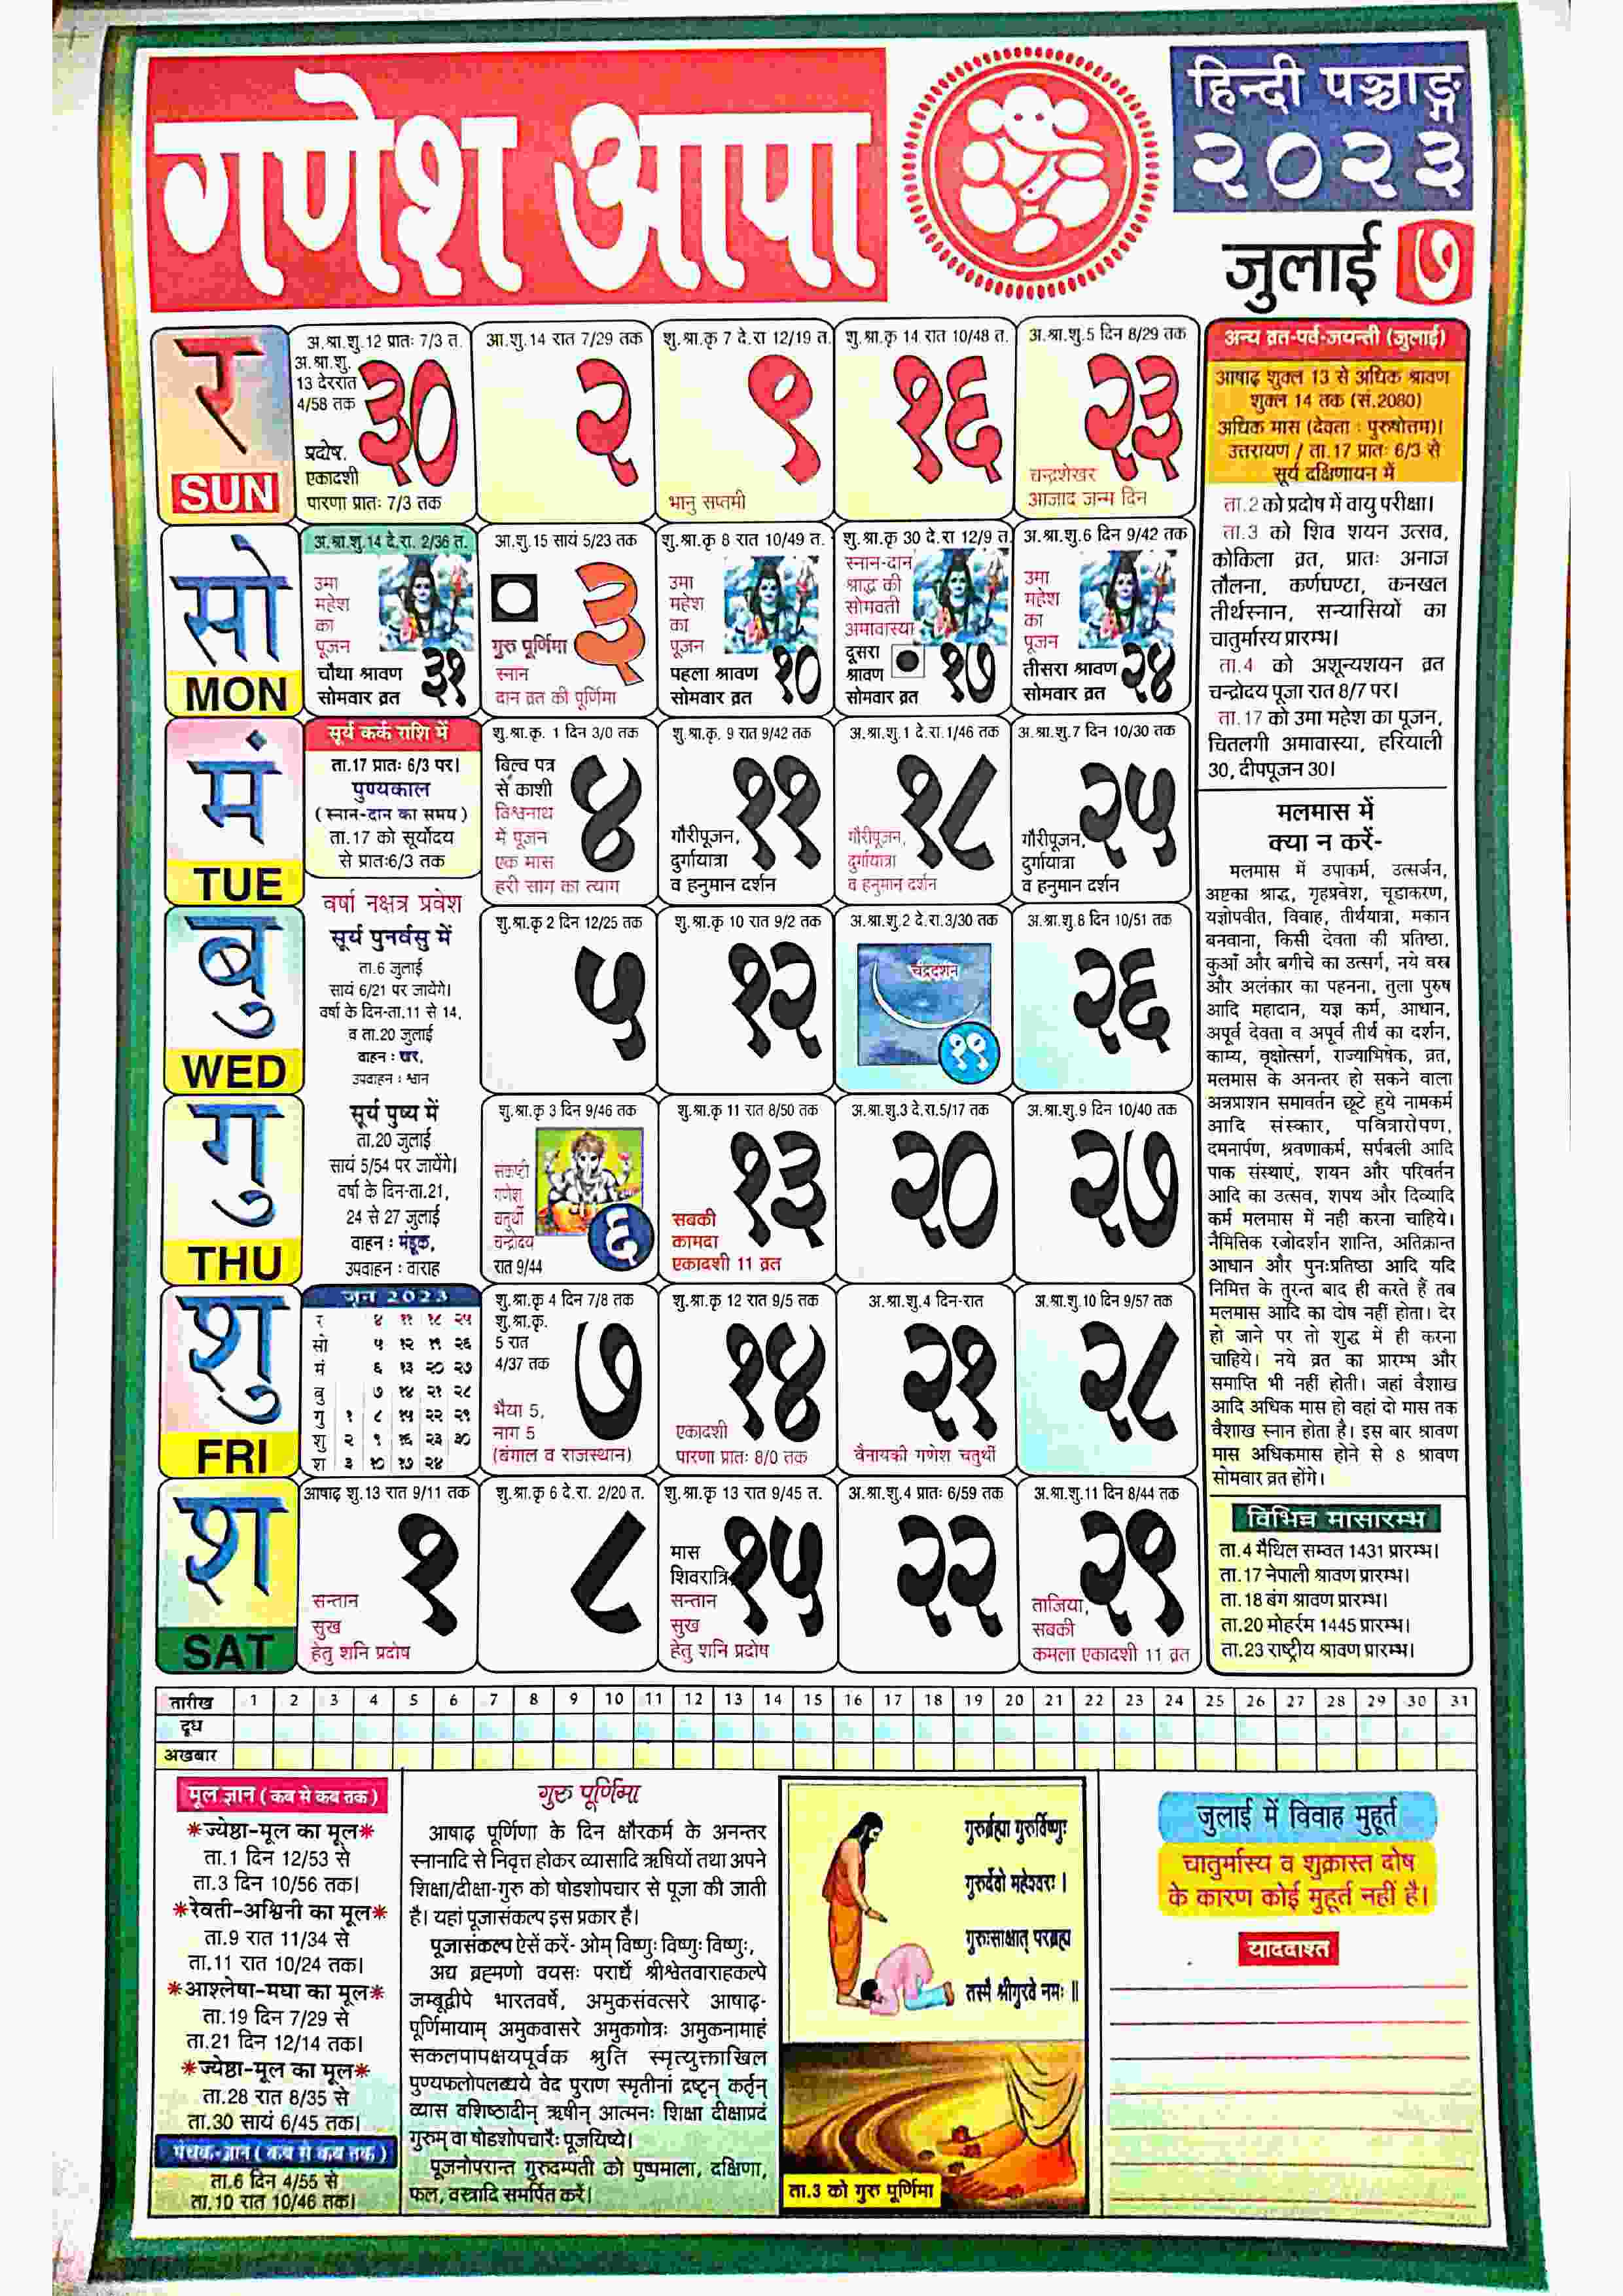 गणेश आपा
हिन्दी पञ्चाङ्ग
२०२३
जुलाई ७
र
SUN
अ.श्रा.शु.12 प्रातः 7/3 त.
अ.श्रा.शु.
13 देररात
4/58 तक
३०
प्रदोष,
एकादशी
पारणा प्रातः 7/3 तक
आ.शु.14 रात 7/29 तक
२
शु.श्रा.कृ 7 दे.रा 12/19 त.
९
भानु सप्तमी
शु.श्रा.कृ 14 रात 10/48 त.
१६
अ.श्रा.शु.5 दिन 8/29 तक
२३
चन्द्रशेखर
आजाद जन्म दिन
सो
MON
अ.श्रा.शु.14 दे.रा. 2/36 त.
उमा
महेश
का
पूजन
चौथा श्रावण
सोमवार व्रत
३१
आ.शु.15 सायं 5/23 तक
३
गुरु पूर्णिमा
स्नान
दान व्रत की पूर्णिमा
शु.श्रा.कृ 8 रात 10/49 त.
उमा
महेश
का
पूजन
पहला श्रावण
सोमवार व्रत
१०
शु.श्रा.कृ 30 दे.रा 12/9 त.
स्नान-दान
श्राद्ध की
सोमवती
अमावास्या
दूसरा
श्रावण
सोमवार व्रत
१७
अ.श्रा.शु.6 दिन 9/42 तक
उमा
महेश
का
पूजन
तीसरा श्रावण
सोमवार व्रत
२४
मं
TUE
सूर्य कर्क राशि में
ता.17 प्रातः 6/3 पर।
पुण्यकाल
(स्नान-दान का समय)
ता.17 को सूर्योदय
से प्रातः6/3 तक
शु.श्रा.कृ. 1 दिन 3/0 तक
बिल्व पत्र
से काशी
विश्वनाथ
में पूजन
एक मास
हरी साग का त्याग
४
शु.श्रा.कृ. 9 रात 9/42 तक
११
गौरीपूजन,
दुर्गायात्रा
व हनुमान दर्शन
अ.श्रा.शु.1 दे.रा.1/46 तक
१८
गौरीपूजन,
दुर्गायात्रा
व हनुमान दर्शन
अ.श्रा.शु.7 दिन 10/30 तक
२५
गौरीपूजन,
दुर्गायात्रा
व हनुमान दर्शन
बु
WED
वर्षा नक्षत्र प्रवेश
सूर्य पुनर्वसु में
ता.6 जुलाई
सायं 6/21 पर जायेंगे।
वर्षा के दिन-ता.11 से 14,
व ता.20 जुलाई
वाहन : खर,
उपवाहन : श्वान
शु.श्रा.कृ 2 दिन 12/25 तक
५
शु.श्रा.कृ 10 रात 9/2 तक
१२
अ.श्रा.शु.2 दे.रा.3/30 तक
चंद्रदर्शन
१९
अ.श्रा.शु.8 दिन 10/51 तक
२६
गु
THU
सूर्य पुष्य में
ता.20 जुलाई
सायं 5/54 पर जायेंगे।
वर्षा के दिन-ता.21,
24 से 27 जुलाई
वाहन : मंडूक,
उपवाहन : वाराह
शु.श्रा.कृ 3 दिन 9/46 तक
संकष्टी
गणेश
चतुर्थी
चन्द्रोदय
रात 9/44
६
शु.श्रा.कृ 11 रात 8/50 तक
१३
सबकी
कामदा
एकादशी 11 व्रत
अ.श्रा.शु.3 दे.रा.5/17 तक
२०
अ.श्रा.शु.9 दिन 10/40 तक
२७
शु
FRI
जून 2023
र ४ ११ १८ २५
सो ५ १२ १९ २६
मं ६ १३ २० २७
बु ७ १४ २१ २८
गु १ ८ १५ २२ २९
शु २ ९ १६ २३ ३०
श ३ १० १७ २४
शु.श्रा.कृ 4 दिन 7/8 तक
शु.श्रा.कृ.
5 रात
4/37 तक
७
भैया 5,
नाग 5
(बंगाल व राजस्थान)
शु.श्रा.कृ 12 रात 9/5 तक
१४
एकादशी
पारणा प्रातः 8/0 तक
अ.श्रा.शु.4 दिन-रात
२१
वैनायकी गणेश चतुर्थी
अ.श्रा.शु.10 दिन 9/57 तक
२८
श
SAT
आषाढ़ शु.13 रात 9/11 तक
१
सन्तान
सुख
हेतु शनि प्रदोष
शु.श्रा.कृ 6 दे.रा. 2/20 त.
८
शु.श्रा.कृ 13 रात 9/45 त.
मास
शिवरात्रि,
सन्तान
सुख
हेतु शनि प्रदोष
१५
अ.श्रा.शु.4 प्रातः 6/59 तक
२२
अ.श्रा.शु.11 दिन 8/44 तक
२९
ताजिया,
सबकी
कमला एकादशी 11 व्रत
अन्य व्रत-पर्व-जयन्ती (जुलाई)
आषाढ़ शुक्ल 13 से अधिक श्रावण
शुक्ल 14 तक (सं.2080)
अधिक मास (देवता : पुरुषोत्तम)।
उत्तरायण / ता.17 प्रातः 6/3 से
सूर्य दक्षिणायन में
ता.2 को प्रदोष में वायु परीक्षा।
ता.3 को शिव शयन उत्सव,
कोकिला व्रत, प्रातः अनाज
तौलना, कर्णघण्टा, कनखल
तीर्थस्नान, सन्यासियों का
चातुर्मास्य प्रारम्भ।
ता.4 को अशून्यशयन व्रत
चन्द्रोदय पूजा रात 8/7 पर।
ता.17 को उमा महेश का पूजन,
चितलगी अमावास्या, हरियाली
30, दीपपूजन 30।
मलमास में
क्या न करें-
मलमास में उपाकर्म, उत्सर्जन,
अष्टका श्राद्ध, गृहप्रवेश, चूडाकरण,
यज्ञोपवीत, विवाह, तीर्थयात्रा, मकान
बनवाना, किसी देवता की प्रतिष्ठा,
कुआँ और बगीचे का उत्सर्ग, नये वस्त्र
और अलंकार का पहनना, तुला पुरुष
आदि महादान, यज्ञ कर्म, आधान,
अपूर्व देवता व अपूर्व तीर्थ का दर्शन,
काम्य, वृक्षोत्सर्ग, राज्याभिषेक, व्रत,
मलमास के अनन्तर हो सकने वाला
अन्नप्राशन समावर्तन छूटे हुये नामकर्म
आदि संस्कार, पवित्रारोपण,
दमनार्पण, श्रवणाकर्म, सर्पबली आदि
पाक संस्थाएं, शयन और परिवर्तन
आदि का उत्सव, शपथ और दिव्यादि
कर्म मलमास में नही करना चाहिये।
नैमितिक रजोदर्शन शान्ति, अतिक्रान्त
आधान और पुनःप्रतिष्ठा आदि यदि
निमित्त के तुरन्त बाद ही करते हैं तब
मलमास आदि का दोष नहीं होता। देर
हो जाने पर तो शुद्ध में ही करना
चाहिये। नये व्रत का प्रारम्भ और
समाप्ति भी नहीं होती। जहां वैशाख
आदि अधिक मास हो वहां दो मास तक
वैशाख स्नान होता है। इस बार श्रावण
मास अधिकमास होने से 8 श्रावण
सोमवार व्रत होंगे।
विभिन्न मासारम्भ
ता.4 मैथिल सम्वत 1431 प्रारम्भ।
ता.17 नेपाली श्रावण प्रारम्भ।
ता.18 बंग श्रावण प्रारम्भ।
ता.20 मोहर्रम 1445 प्रारम्भ।
ता.23 राष्ट्रीय श्रावण प्रारम्भ।
तारीख 1 2 3 4 5 6 7 8 9 10 11 12 13 14 15 16 17 18 19 20 21 22 23 24 25 26 27 28 29 30 31
दूध
अखबार
मूल ज्ञान (कब से कब तक)
*ज्येष्ठा-मूल का मूल*
ता.1 दिन 12/53 से
ता.3 दिन 10/56 तक।
*रेवती-अश्विनी का मूल*
ता.9 रात 11/34 से
ता.11 रात 10/24 तक।
*आश्लेषा-मघा का मूल*
ता.19 दिन 7/29 से
ता.21 दिन 12/14 तक।
*ज्येष्ठा-मूल का मूल*
ता.28 रात 8/35 से
ता.30 सायं 6/45 तक।
पंचक-ज्ञान (कब से कब तक)
ता.6 दिन 4/55 से
ता.10 रात 10/46 तक।
गुरु पूर्णिमा
आषाढ़ पूर्णिणा के दिन क्षौरकर्म के अनन्तर
स्नानादि से निवृत्त होकर व्यासादि ऋषियों तथा अपने
शिक्षा/दीक्षा-गुरु को षोडशोपचार से पूजा की जाती
है। यहां पूजासंकल्प इस प्रकार है।
पूजासंकल्प ऐसें करें- ओम् विष्णुः विष्णुः विष्णुः,
अद्य ब्रह्मणो वयसः परार्धे श्रीश्वेतवाराहकल्पे
जम्बूद्वीपे भारतवर्षे, अमुकसंवत्सरे आषाढ़-
पूर्णिमायाम् अमुकवासरे अमुकगोत्रः अमुकनामाहं
सकलपापक्षयपूर्वक श्रुति स्मृत्युक्ताखिल
पुण्यफलोपलब्धये वेद पुराण स्मृतीनां द्रष्टृन् कर्तृन्
व्यास वशिष्ठादीन् ऋषीन् आत्मनः शिक्षा दीक्षाप्रदं
गुरुम् वा षोडशोपचारैः पूजयिष्ये।
पूजनोपरान्त गुरुदम्पती को पुष्पमाला, दक्षिणा,
फल, वस्त्रादि समर्पित करें।
गुरुर्ब्रह्मा गुरुर्विष्णुः
गुरुर्देवो महेश्वरः ।
गुरुःसाक्षात् परब्रह्म
तस्मै श्रीगुरवे नमः ॥
ता.3 को गुरु पूर्णिमा
जुलाई में विवाह मुहूर्त
चातुर्मास्य व शुक्रास्त दोष
के कारण कोई मुहूर्त नहीं है।
याददाश्त